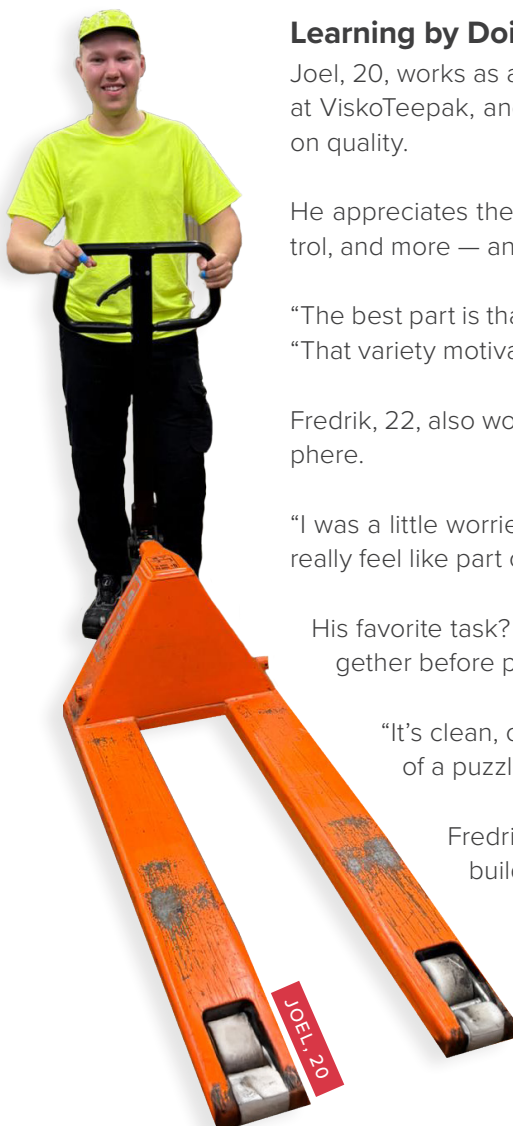 Learning by Doi
Joel, 20, works as a
at ViskoTeepak, an
on quality.
He appreciates the
trol, and more — an
“The best part is tha
“That variety motiva
Fredrik, 22, also wo
phere.
“I was a little worrie
really feel like part o
His favorite task?
gether before p
“It’s clean, c
of a puzzl
Fredri
build
JOEL, 20